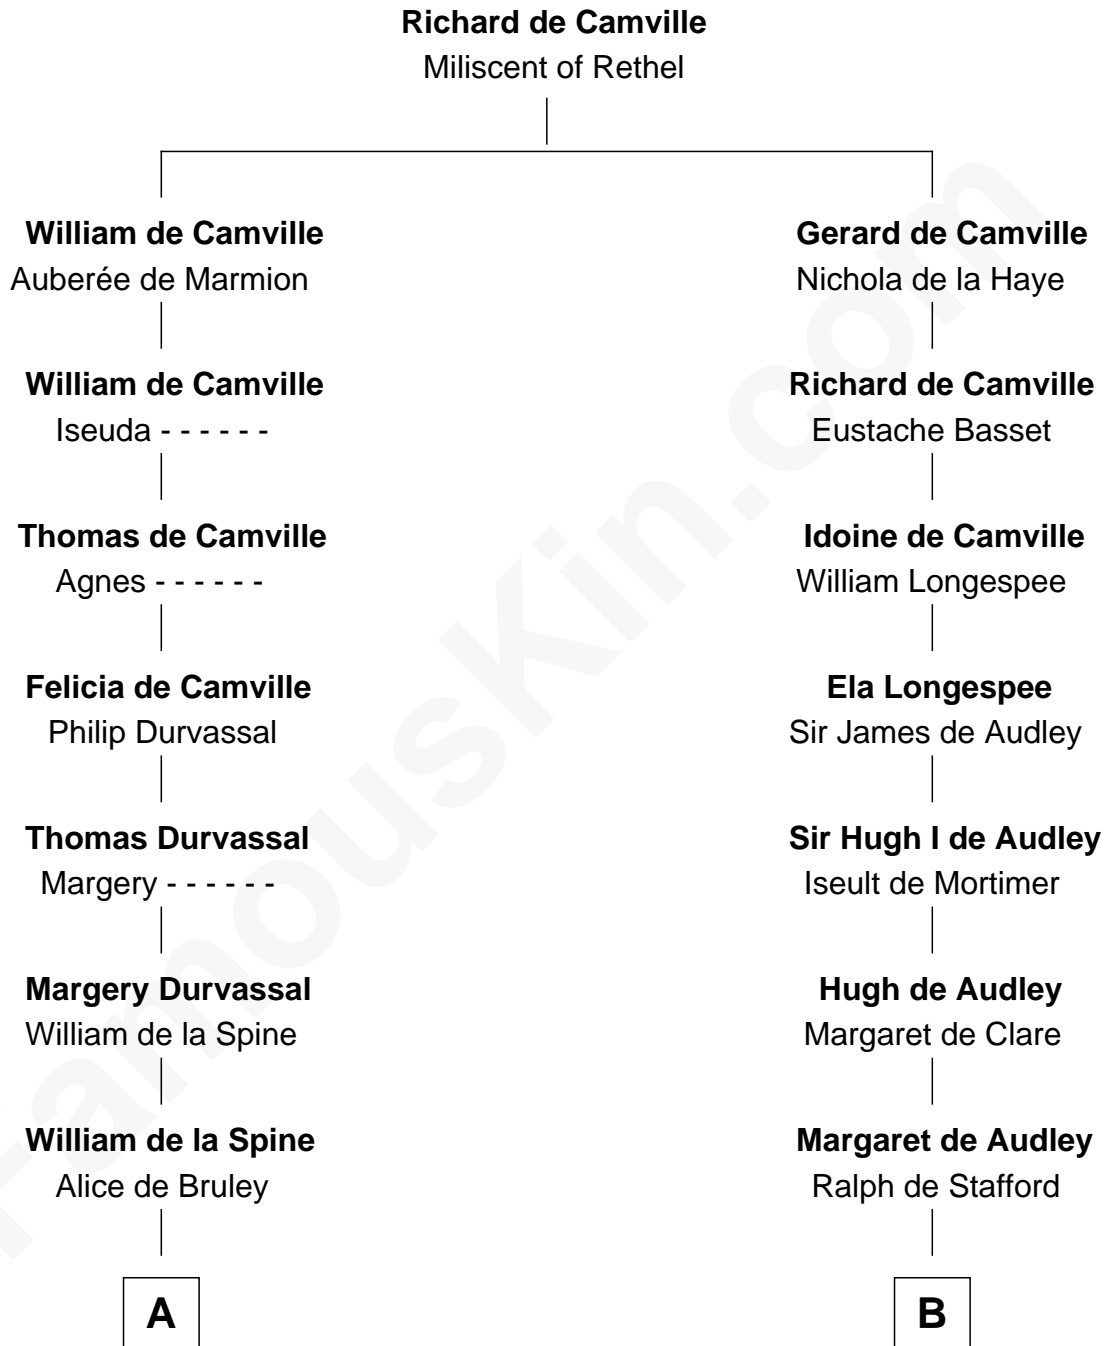 Richard de Camville
Miliscent of Rethel
William de Camville
Auberée de Marmion
Gerard de Camville
Nichola de la Haye
William de Camville
Iseuda - - - - - -
Richard de Camville
Eustache Basset
Thomas de Camville
Agnes - - - - - -
Idoine de Camville
William Longespee
Felicia de Camville
Philip Durvassal
Ela Longespee
Sir James de Audley
Thomas Durvassal
Margery - - - - - -
Sir Hugh I de Audley
Iseult de Mortimer
Margery Durvassal
William de la Spine
Hugh de Audley
Margaret de Clare
William de la Spine
Alice de Bruley
Margaret de Audley
Ralph de Stafford
A
B
FamousKin.com